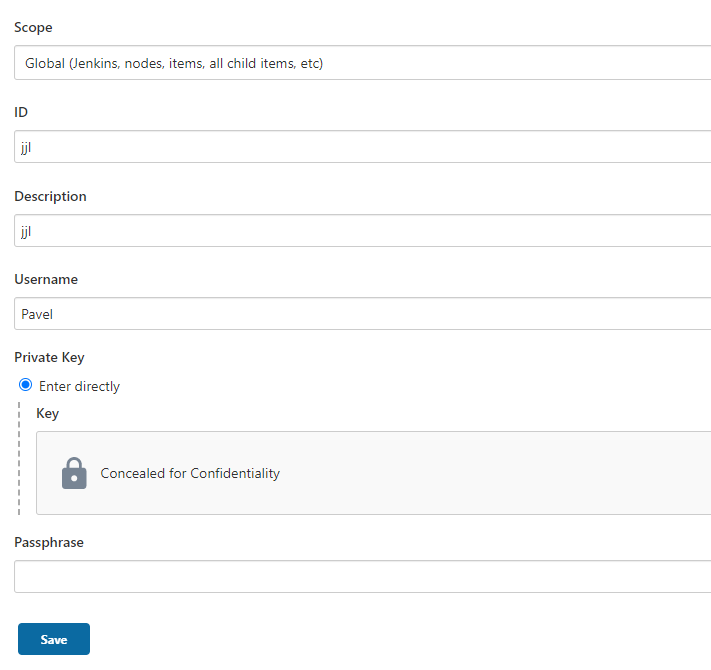 Scope
Global (Jenkins, nodes, items, all child items, etc)
ID
jjl
Description
jjl
Username
Pavel
Private Key
Enter directly
Key
Concealed for Confidentiality
Passphrase
Save